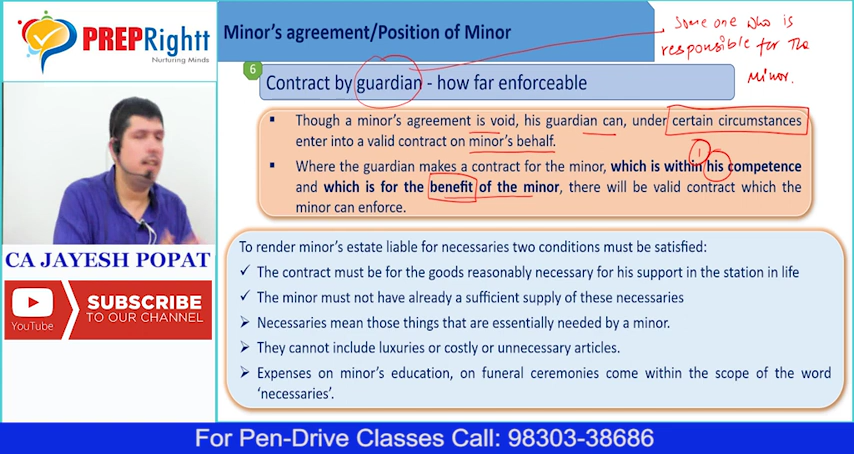 PREPRightt
Nurturing Minds
Minor's agreement/Position of Minor
Some one who is
responsible for the
minor.
6
Contract by guardian - how far enforceable
▪ Though a minor's agreement is void, his guardian can, under certain circumstances
enter into a valid contract on minor's behalf.
1
▪ Where the guardian makes a contract for the minor, which is within his competence
and which is for the benefit of the minor, there will be valid contract which the
minor can enforce.
CA JAYESH POPAT
YouTube
SUBSCRIBE
TO OUR CHANNEL
To render minor's estate liable for necessaries two conditions must be satisfied:
✓ The contract must be for the goods reasonably necessary for his support in the station in life
✓ The minor must not have already a sufficient supply of these necessaries
➢ Necessaries mean those things that are essentially needed by a minor.
➢ They cannot include luxuries or costly or unnecessary articles.
➢ Expenses on minor's education, on funeral ceremonies come within the scope of the word
'necessaries'.
For Pen-Drive Classes Call: 98303-38686